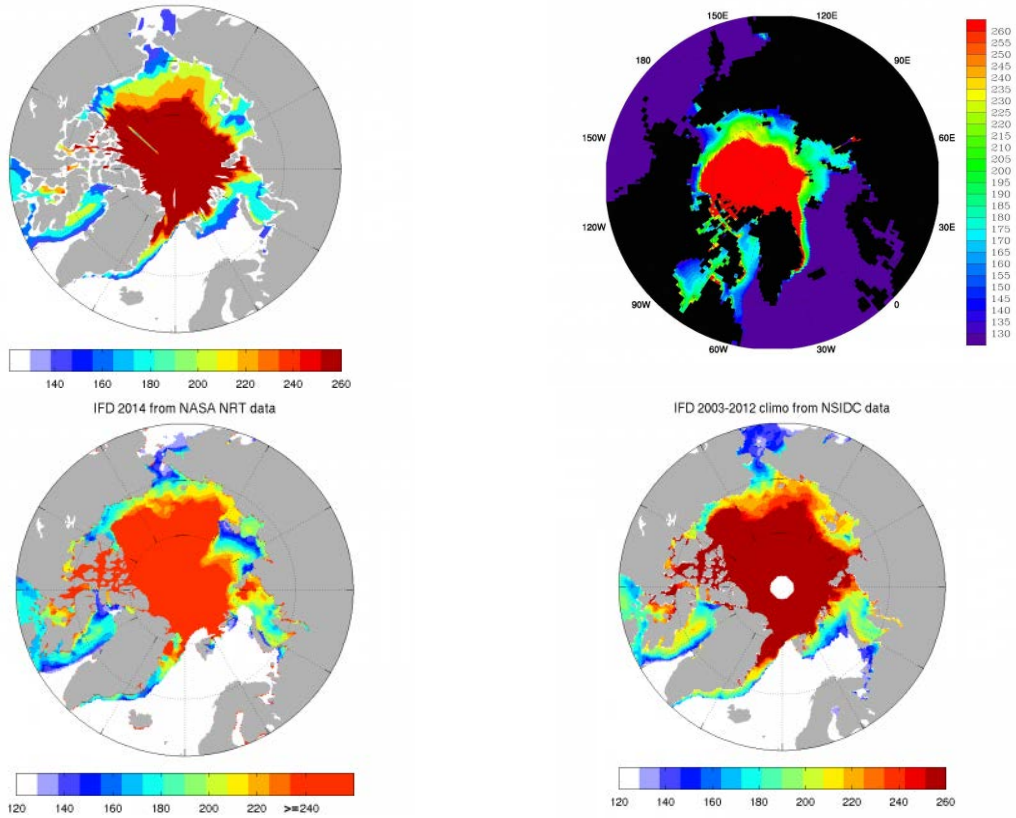 150E 120E
180 90E
150W 60E
120W 30E
90W 0
60W 30W
260
255
250
245
240
235
230
225
220
215
210
205
200
195
190
185
180
175
170
165
160
155
150
145
140
135
130
140 160 180 200 220 240 260
IFD 2014 from NASA NRT data
IFD 2003-2012 climo from NSIDC data
120 140 160 180 200 220 >=240
120 140 160 180 200 220 240 260